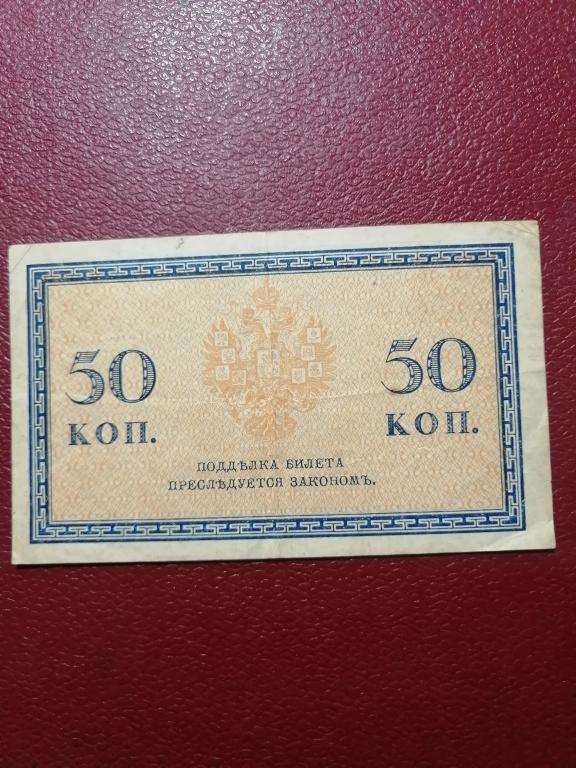 50 50
КОП. КОП.
ПОДДѢЛКА БИЛЕТА
ПРЕСЛѢДУЕТСЯ ЗАКОНОМЪ.